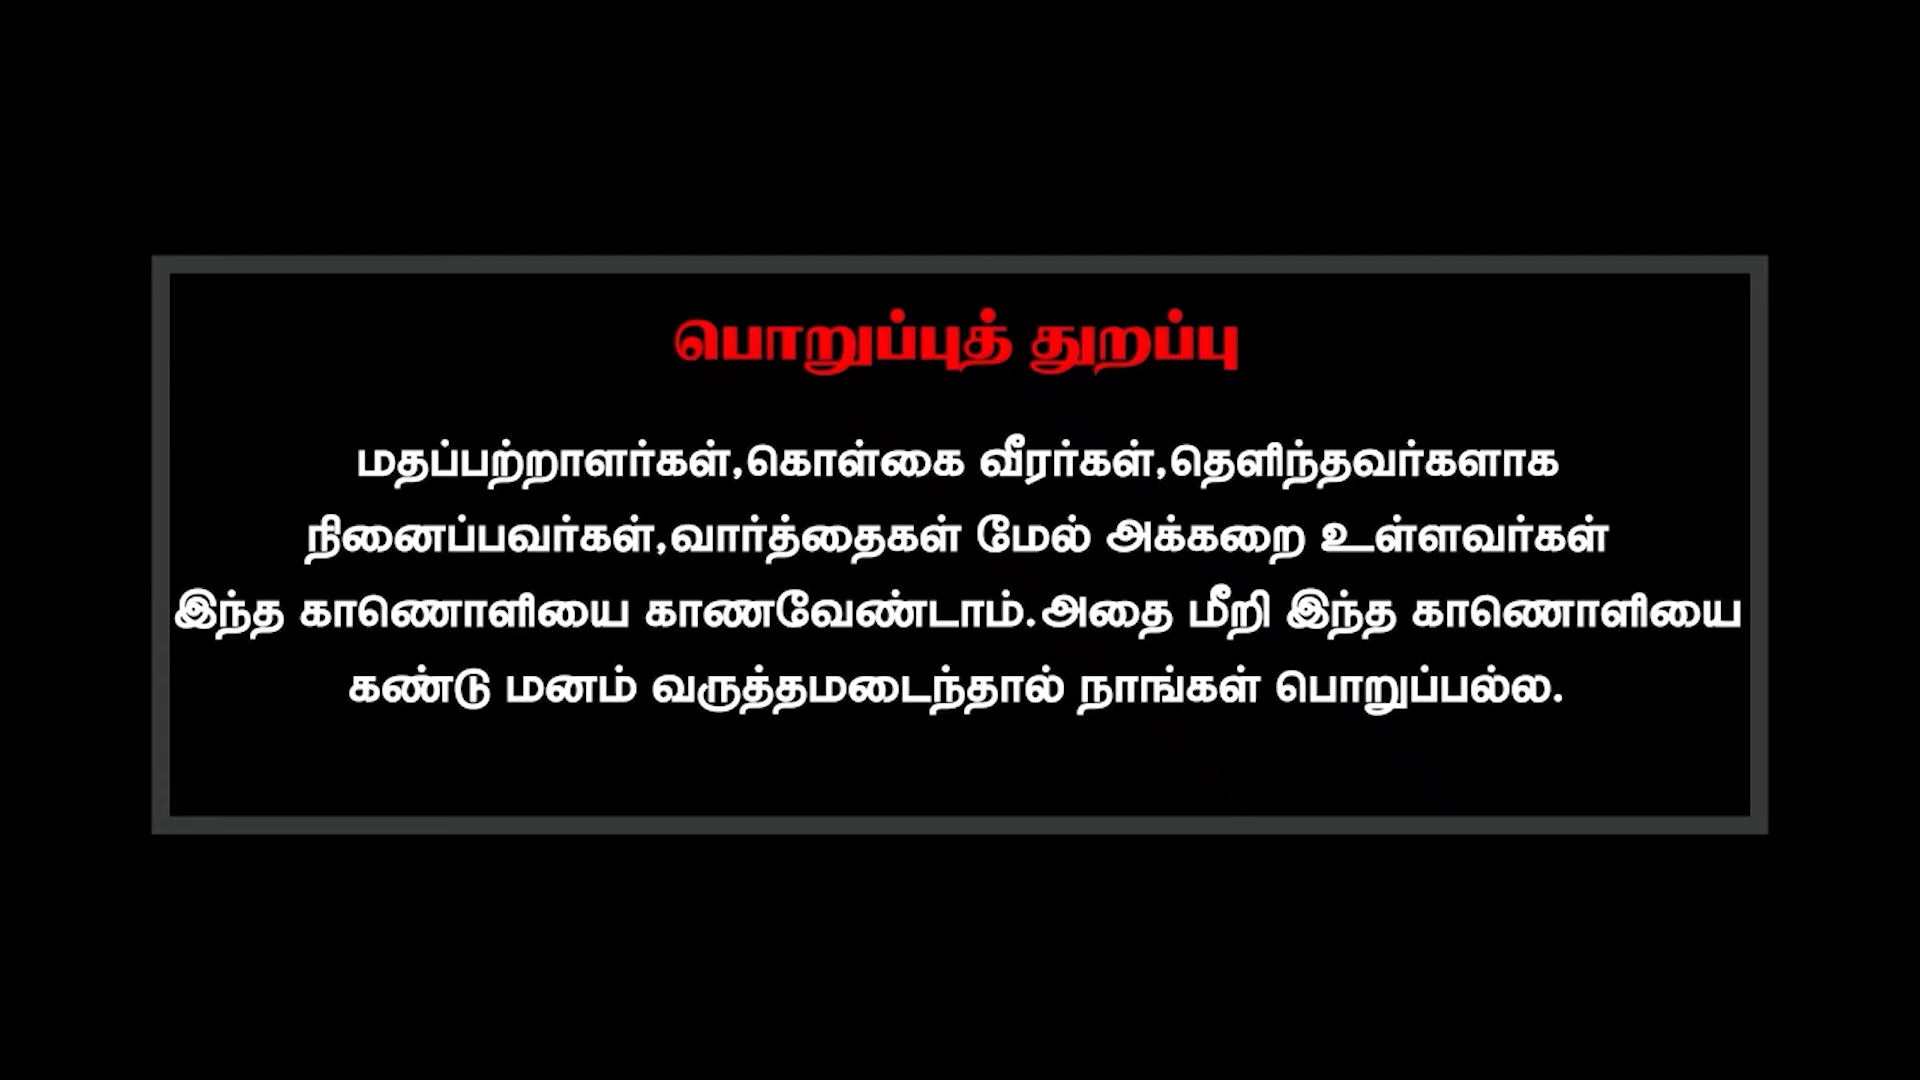 பொறுப்புத் துறப்பு
மதப்பற்றாளர்கள்,கொள்கை வீரர்கள்,தெளிந்தவர்களாக
நினைப்பவர்கள்,வார்த்தைகள் மேல் அக்கறை உள்ளவர்கள்
இந்த காணொளியை காணவேண்டாம்.அதை மீறி இந்த காணொளியை
கண்டு மனம் வருத்தமடைந்தால் நாங்கள் பொறுப்பல்ல.